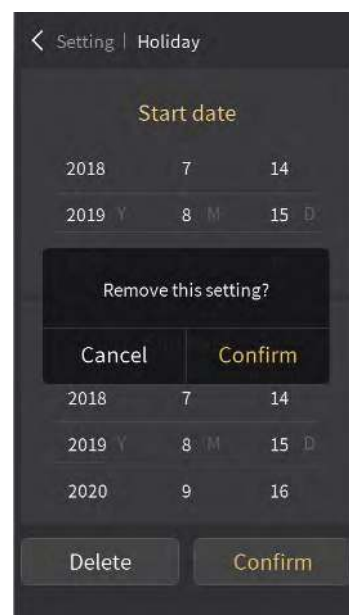 Setting | Holiday
Start date
2018 7 14
2019 Y 8 M 15 D
Remove this setting?
Cancel Confirm
2018 7 14
2019 Y 8 M 15 D
2020 9 16
Delete Confirm